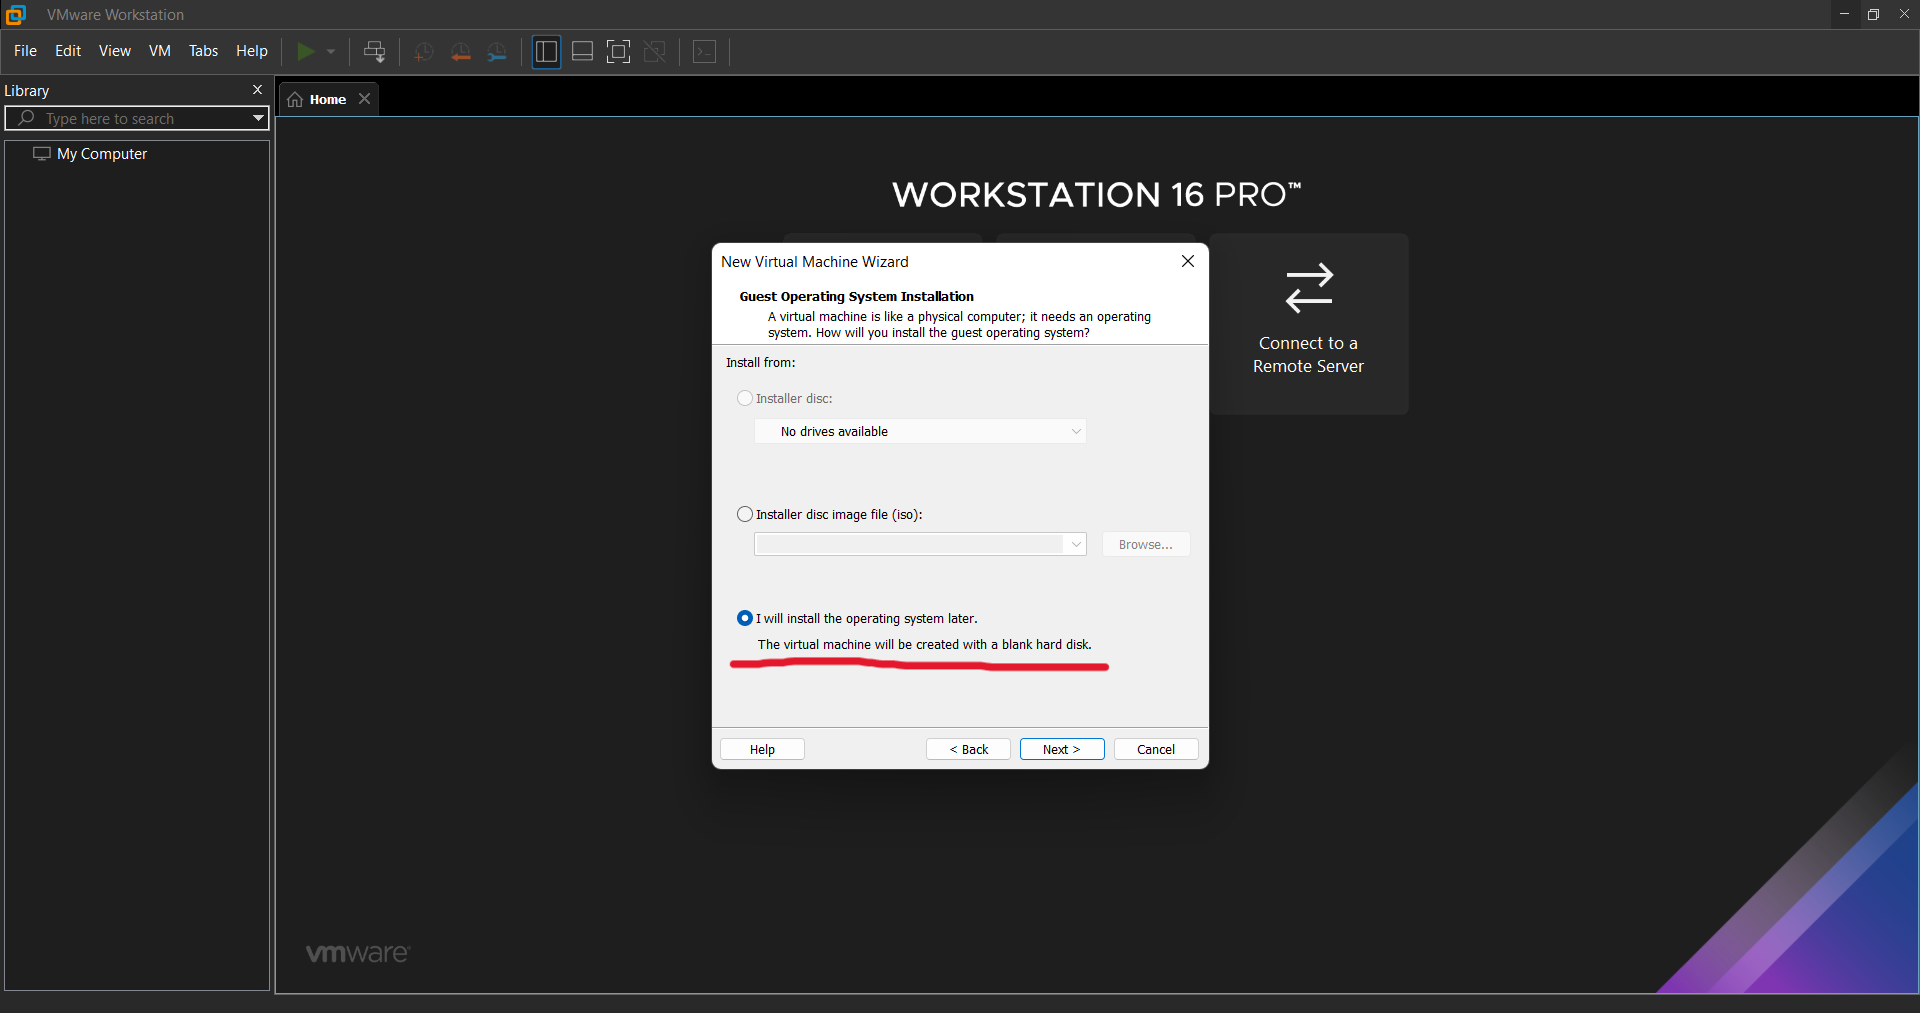 VMware Workstation
File Edit View VM Tabs Help
Library
Type here to search
My Computer
Home
WORKSTATION 16 PRO™
Connect to a
Remote Server
New Virtual Machine Wizard
Guest Operating System Installation
A virtual machine is like a physical computer; it needs an operating
system. How will you install the guest operating system?
Install from:
Installer disc:
No drives available
Installer disc image file (iso):
Browse...
I will install the operating system later.
The virtual machine will be created with a blank hard disk.
Help < Back Next > Cancel
vmware